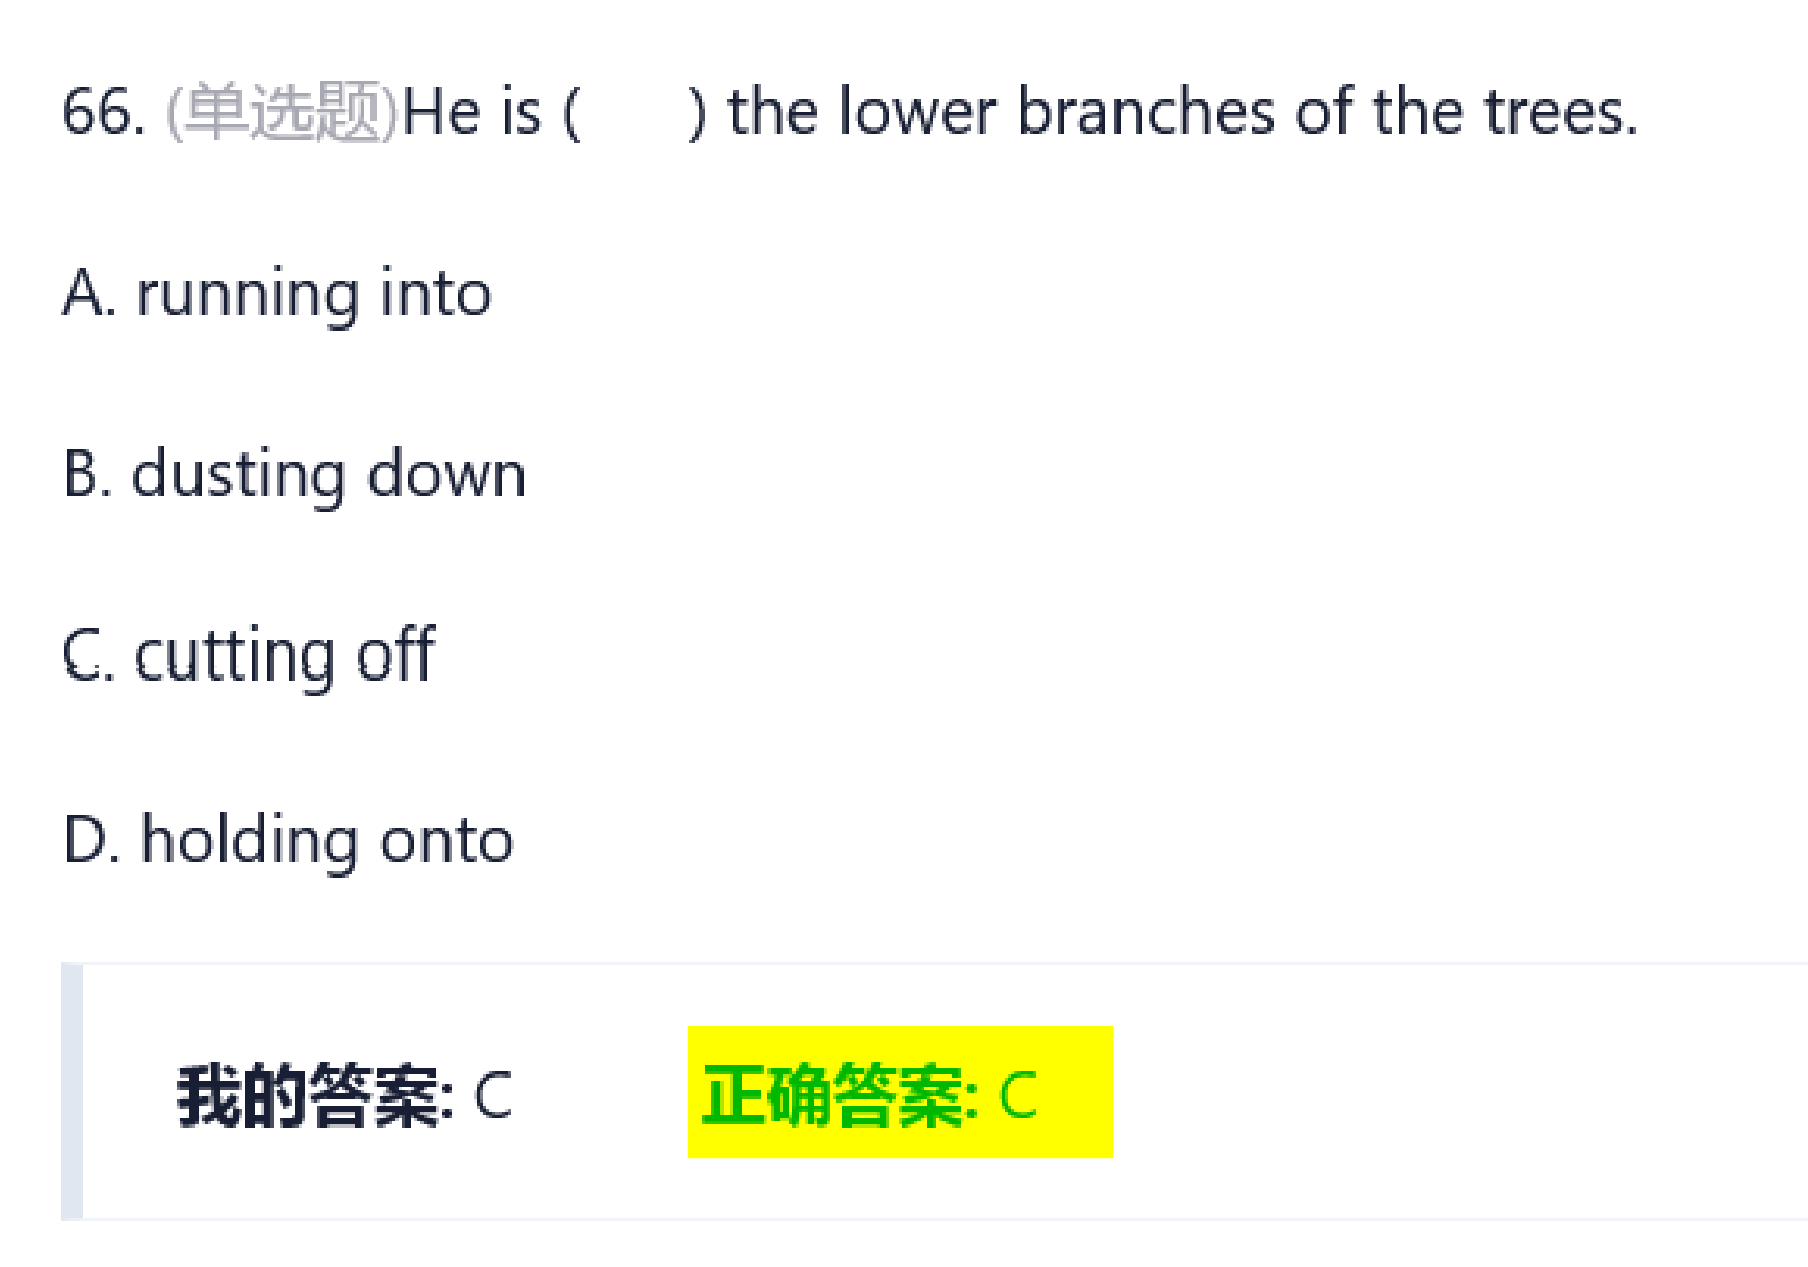 66. (单选题)He is (      ) the lower branches of the trees.
A. running into
B. dusting down
C. cutting off
D. holding onto
我的答案: C 正确答案: C